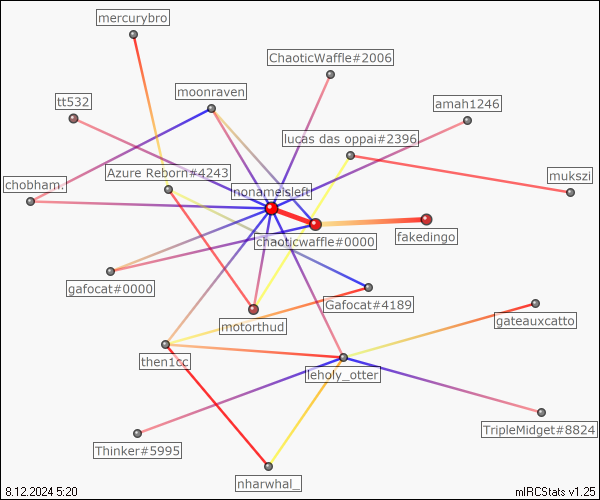 mercurybro
ChaoticWaffle#2006
moonraven
tt532
amah1246
lucas das oppai#2396
Azure Reborn#4243
mukszi
chobham.
nonameisleft
chaoticwaffle#0000
fakedingo
gafocat#0000
Gafocat#4189
gateauxcatto
motorthud
then1cc
leholy_otter
TripleMidget#8824
Thinker#5995
nharwhal_
8.12.2024 5:20
mIRCStats v1.25